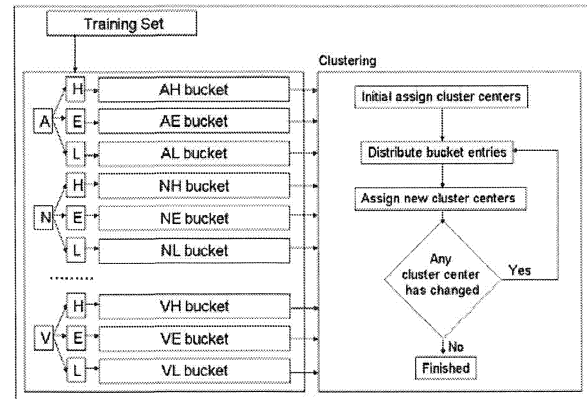 Training Set
Clustering
H
AH bucket
A
E
AE bucket
L
AL bucket
H
NH bucket
N
E
NE bucket
L
NL bucket
.........
H
VH bucket
V
E
VE bucket
L
VL bucket
Initial assign cluster centers
Distribute bucket entries
Assign new cluster centers
Any
cluster center
has changed
Yes
No
Finished